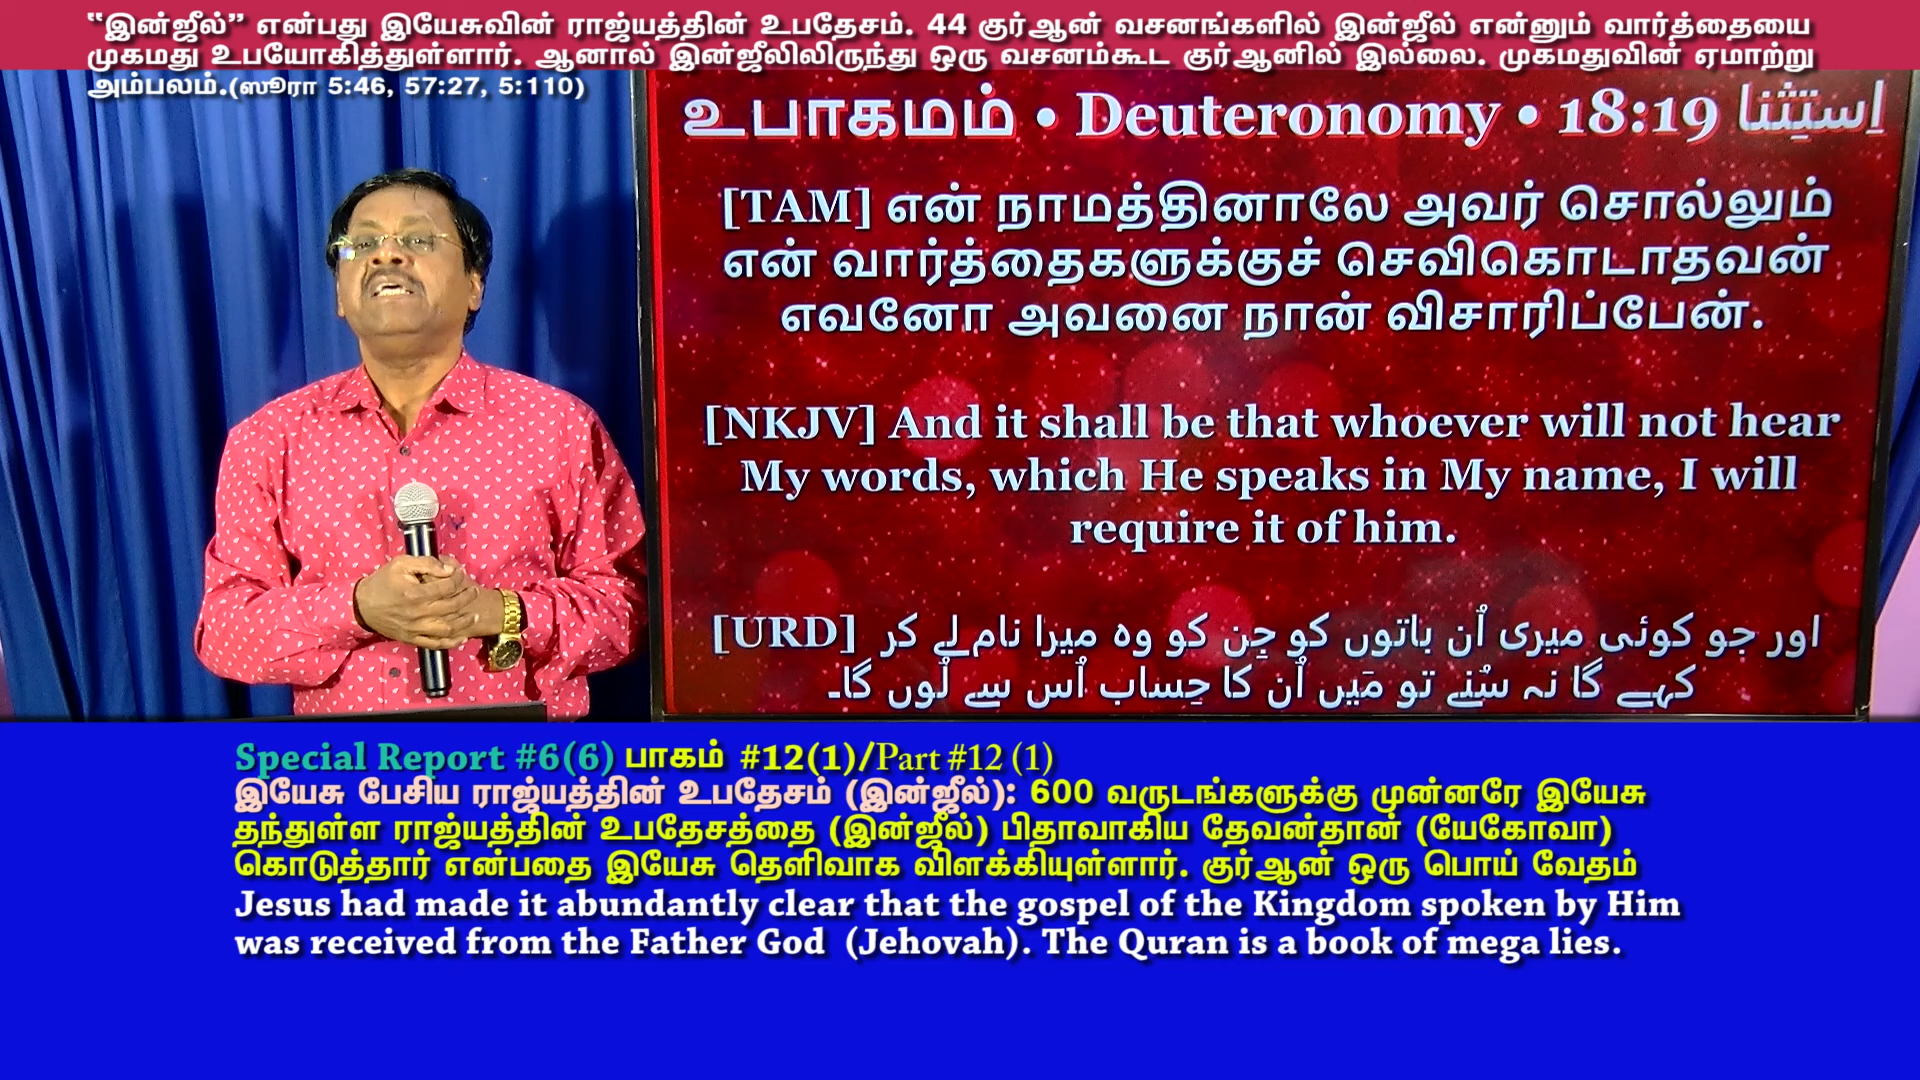 “இன்ஜீல்” என்பது இயேசுவின் ராஜ்யத்தின் உபதேசம். 44 குர்ஆன் வசனங்களில் இன்ஜீல் என்னும் வார்த்தையை
முகமது உபயோகித்துள்ளார். ஆனால் இன்ஜீலிலிருந்து ஒரு வசனம்கூட குர்ஆனில் இல்லை. முகமதுவின் ஏமாற்று
அம்பலம்.(ஸூரா 5:46, 57:27, 5:110)
உபாகமம் • Deuteronomy • 18:19 اِستِثنا
[TAM] என் நாமத்தினாலே அவர் சொல்லும்
என் வார்த்தைகளுக்குச் செவிகொடாதவன்
எவனோ அவனை நான் விசாரிப்பேன்.
[NKJV] And it shall be that whoever will not hear
My words, which He speaks in My name, I will
require it of him.
[URD] اور جو کوئی میری اُن باتوں کو جِن کو وہ میرا نام لے کر
کہے گا نہ سُنے تو مَیں اُن کا حِساب اُس سے لُوں گا۔
Special Report #6(6) பாகம் #12(1)/Part #12 (1)
இயேசு பேசிய ராஜ்யத்தின் உபதேசம் (இன்ஜீல்): 600 வருடங்களுக்கு முன்னரே இயேசு
தந்துள்ள ராஜ்யத்தின் உபதேசத்தை (இன்ஜீல்) பிதாவாகிய தேவன்தான் (யேகோவா)
கொடுத்தார் என்பதை இயேசு தெளிவாக விளக்கியுள்ளார். குர்ஆன் ஒரு பொய் வேதம்
Jesus had made it abundantly clear that the gospel of the Kingdom spoken by Him
was received from the Father God (Jehovah). The Quran is a book of mega lies.